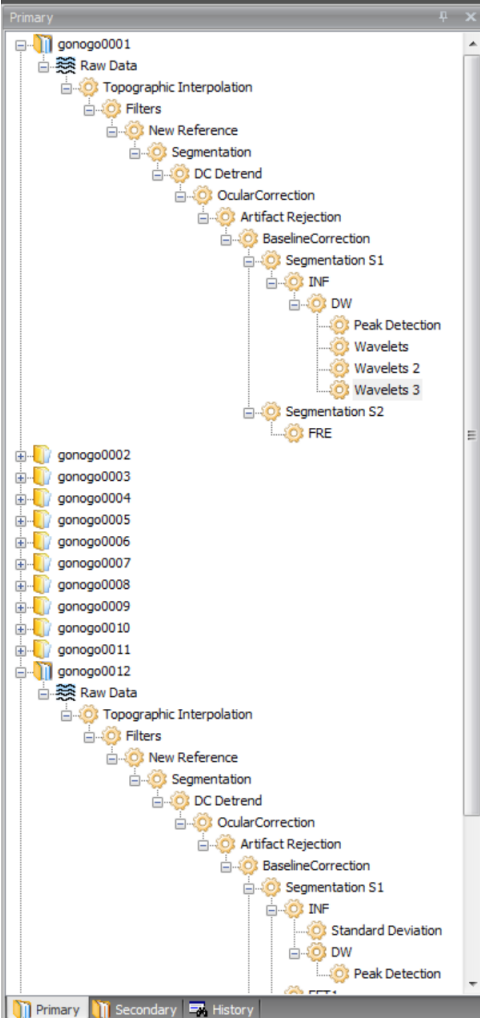 Primary
gonogo0001
Raw Data
Topographic Interpolation
Filters
New Reference
Segmentation
DC Detrend
OcularCorrection
Artifact Rejection
BaselineCorrection
Segmentation S1
INF
DW
Peak Detection
Wavelets
Wavelets 2
Wavelets 3
Segmentation S2
FRE
gonogo0002
gonogo0003
gonogo0004
gonogo0005
gonogo0006
gonogo0007
gonogo0008
gonogo0009
gonogo0010
gonogo0011
gonogo0012
Raw Data
Topographic Interpolation
Filters
New Reference
Segmentation
DC Detrend
OcularCorrection
Artifact Rejection
BaselineCorrection
Segmentation S1
INF
Standard Deviation
DW
Peak Detection
Primary Secondary History